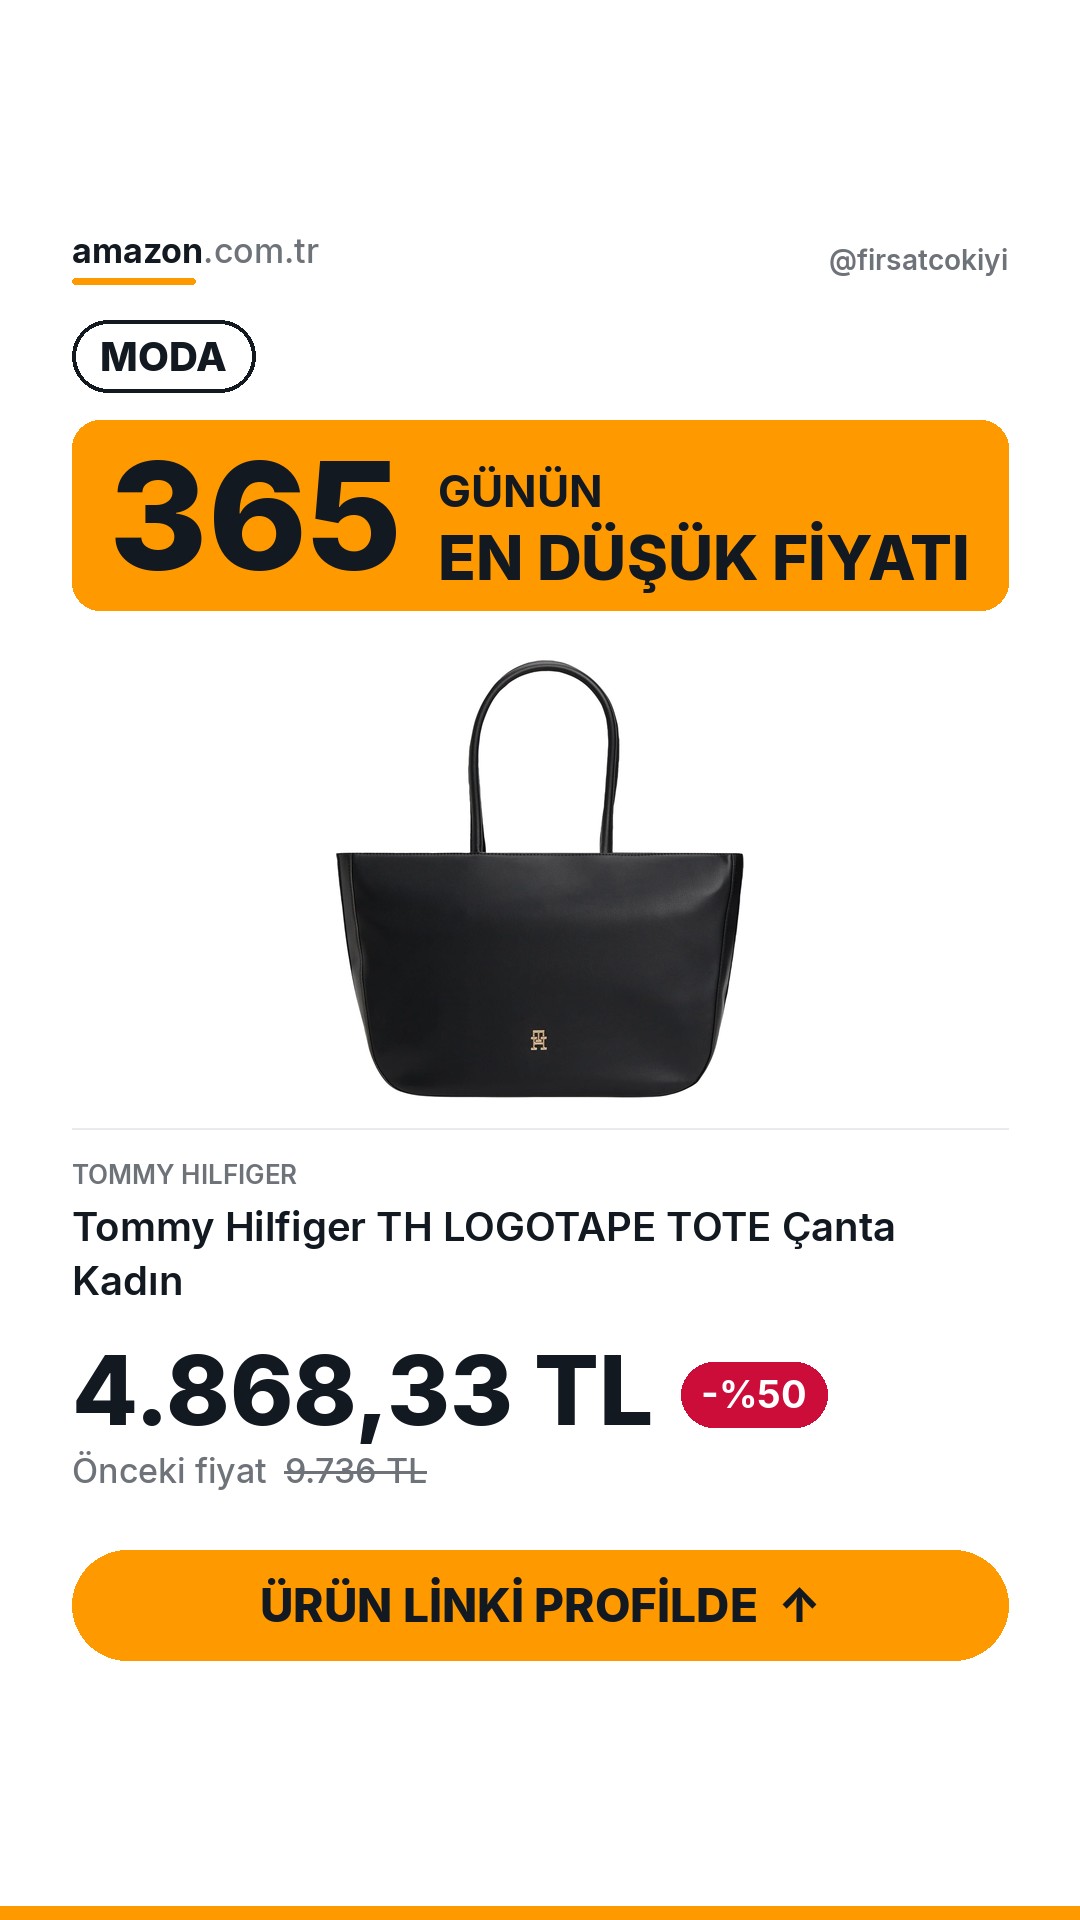 amazon.com.tr
@firsatcokiyi
MODA
365 GÜNÜN
EN DÜŞÜK FİYATI
TOMMY HILFIGER
Tommy Hilfiger TH LOGOTAPE TOTE Çanta
Kadın
4.868,33 TL -%50
Önceki fiyat 9.736 TL
ÜRÜN LİNKİ PROFİLDE ↑